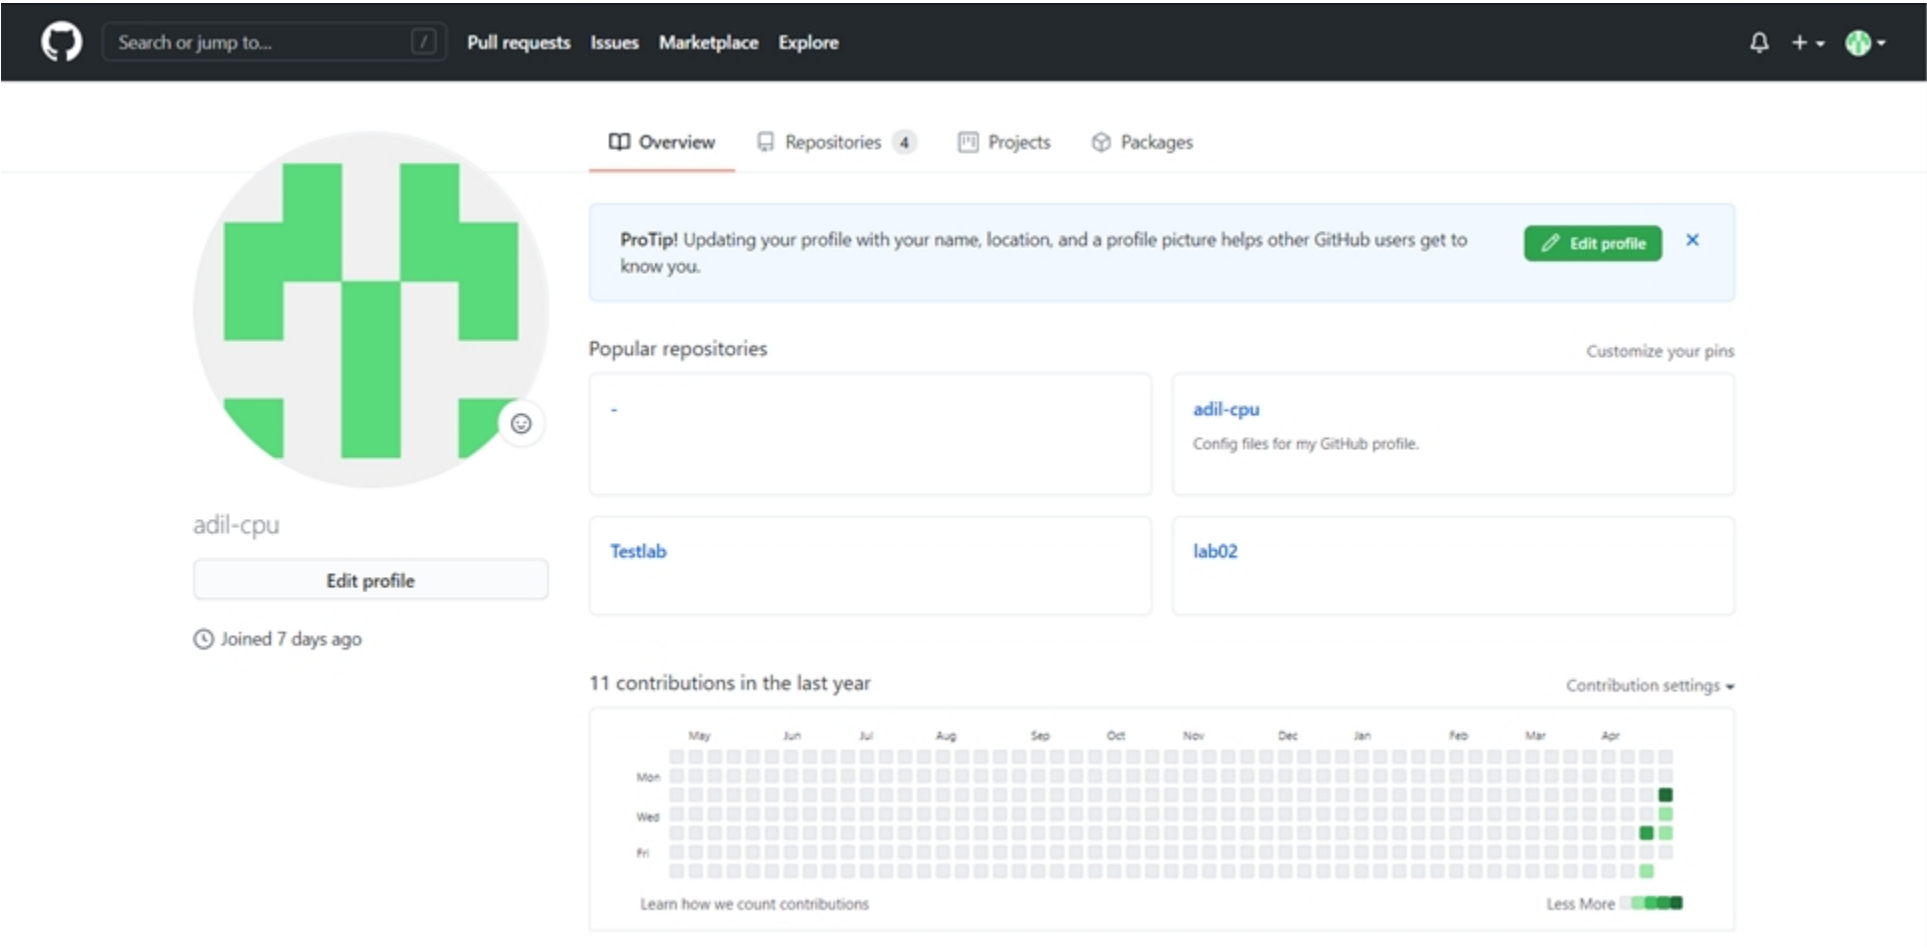 Search or jump to... /
Pull requests Issues Marketplace Explore
Overview Repositories 4 Projects Packages
ProTip! Updating your profile with your name, location, and a profile picture helps other GitHub users get to
know you.
Edit profile
Popular repositories
Customize your pins
-
adil-cpu
Config files for my GitHub profile.
Testlab
lab02
adil-cpu
Edit profile
Joined 7 days ago
11 contributions in the last year
Contribution settings
May Jun Jul Aug Sep Oct Nov Dec Jan Feb Mar Apr
Mon
Wed
Fri
Learn how we count contributions
Less More